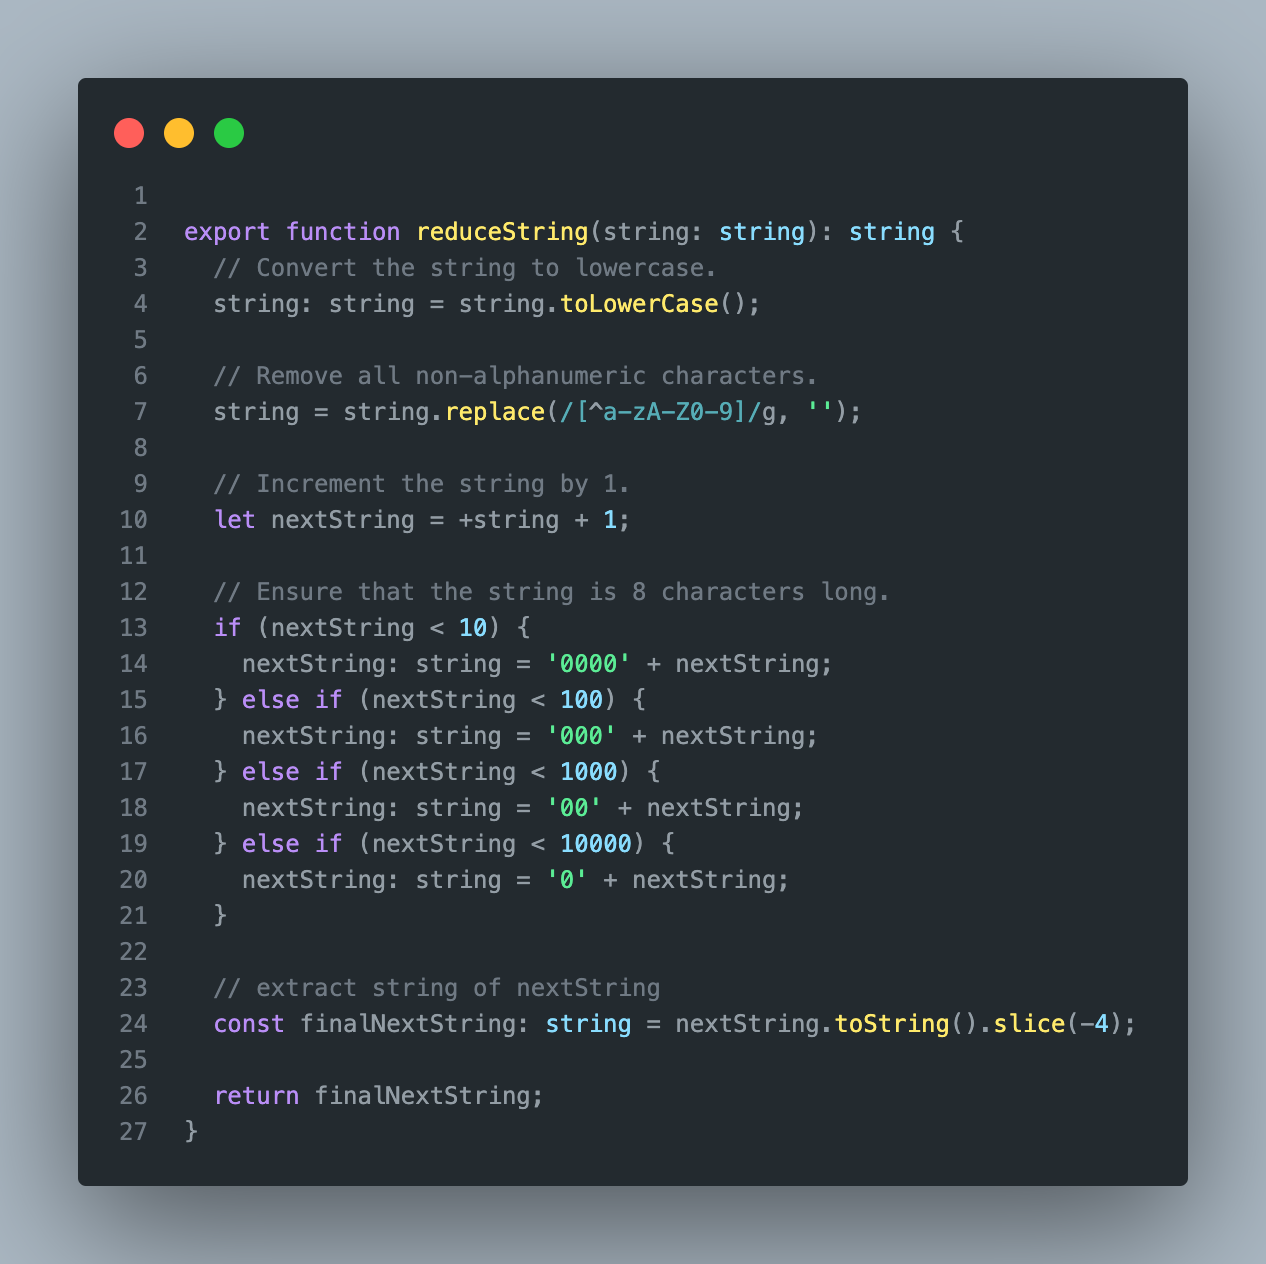 1
2 export function reduceString(string: string): string {
3   // Convert the string to lowercase.
4   string: string = string.toLowerCase();
5
6   // Remove all non-alphanumeric characters.
7   string = string.replace(/[^a-zA-Z0-9]/g, '');
8
9   // Increment the string by 1.
10   let nextString = +string + 1;
11
12   // Ensure that the string is 8 characters long.
13   if (nextString < 10) {
14     nextString: string = '0000' + nextString;
15   } else if (nextString < 100) {
16     nextString: string = '000' + nextString;
17   } else if (nextString < 1000) {
18     nextString: string = '00' + nextString;
19   } else if (nextString < 10000) {
20     nextString: string = '0' + nextString;
21   }
22
23   // extract string of nextString
24   const finalNextString: string = nextString.toString().slice(-4);
25
26   return finalNextString;
27 }